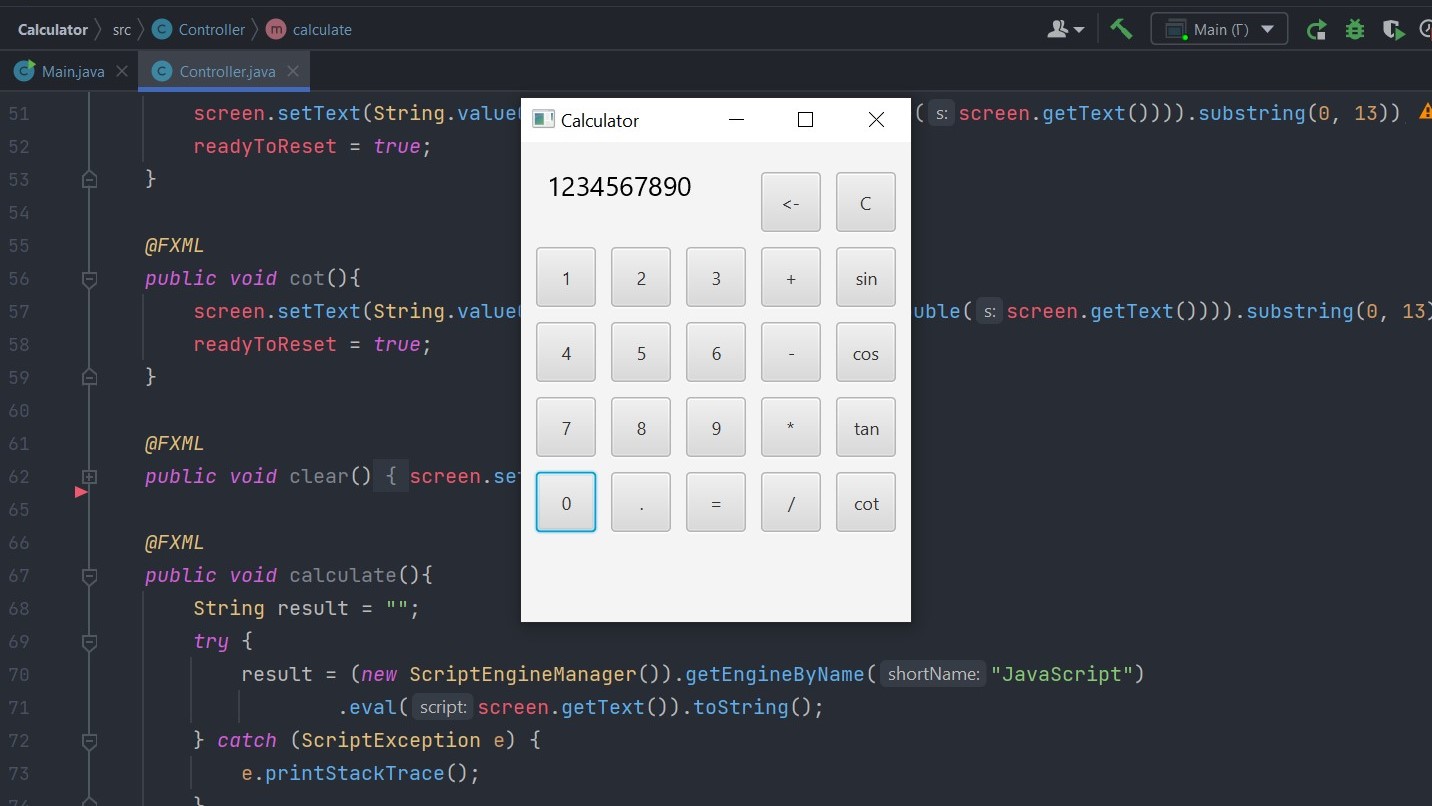 Calculator src Controller calculate Main (Г)
Main.java Controller.java
51 screen.setText(String.value (s: screen.getText()))).substring(0, 13))
52 readyToReset = true;
53 }
54
55 @FXML
56 public void cot(){
57 screen.setText(String.value uble(s: screen.getText()))).substring(0, 13)
58 readyToReset = true;
59 }
60
61 @FXML
62 public void clear() { screen.se
65
66 @FXML
67 public void calculate(){
68 String result = "";
69 try {
70 result = (new ScriptEngineManager()).getEngineByName(shortName: "JavaScript")
71 .eval(script: screen.getText()).toString();
72 } catch (ScriptException e) {
73 e.printStackTrace();
74 }
Calculator
1234567890 <- C
1 2 3 + sin
4 5 6 - cos
7 8 9 * tan
0 . = / cot